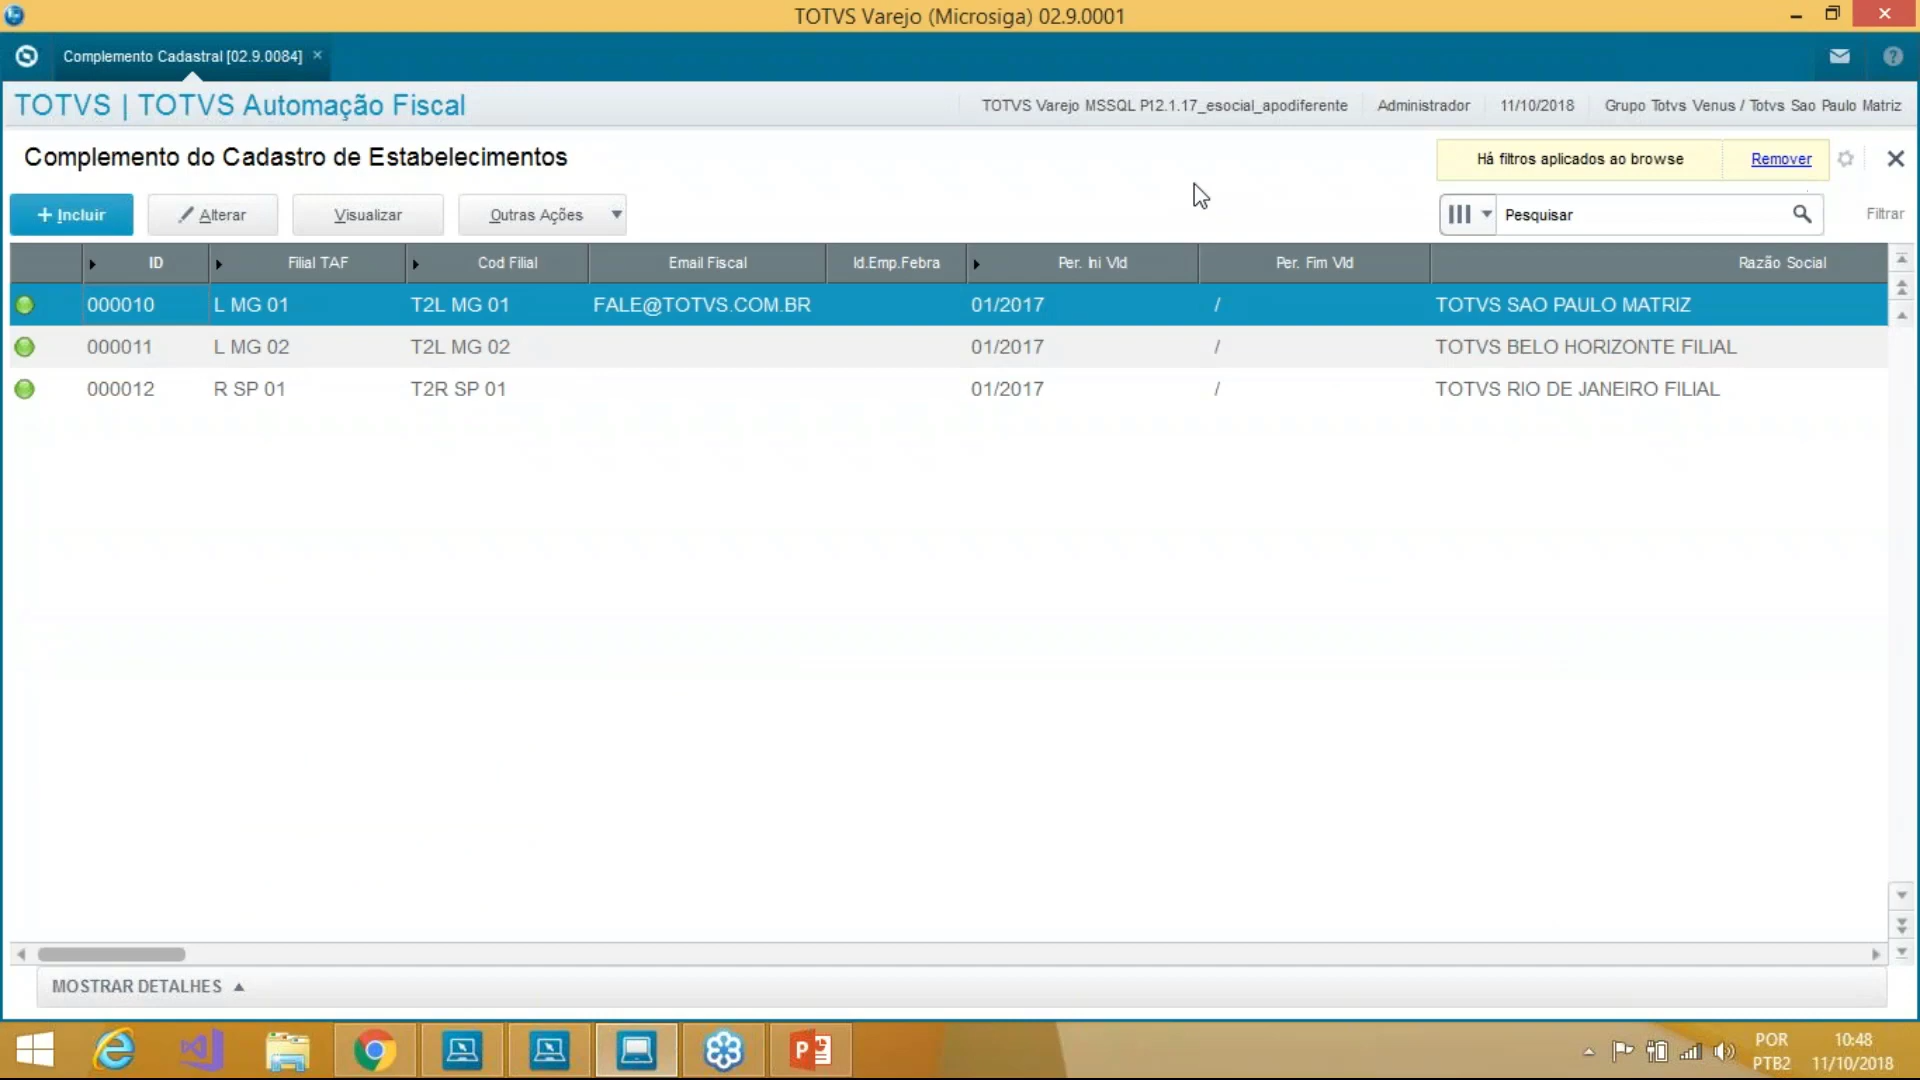 TOTVS Varejo (Microsiga) 02.9.0001
Complemento Cadastral [02.9.0084] ×
TOTVS | TOTVS Automação Fiscal
TOTVS Varejo MSSQL P12.1.17_esocial_apodiferente Administrador 11/10/2018 Grupo Totvs Venus / Totvs Sao Paulo Matriz
Complemento do Cadastro de Estabelecimentos
Há filtros aplicados ao browse Remover
+ Incluir Alterar Visualizar Outras Ações Pesquisar Filtrar
ID Filial TAF Cod Filial Email Fiscal Id.Emp.Febra Per. Ini Vld Per. Fim Vld Razão Social
000010 L MG 01 T2L MG 01 FALE@TOTVS.COM.BR 01/2017 / TOTVS SAO PAULO MATRIZ
000011 L MG 02 T2L MG 02 01/2017 / TOTVS BELO HORIZONTE FILIAL
000012 R SP 01 T2R SP 01 01/2017 / TOTVS RIO DE JANEIRO FILIAL
MOSTRAR DETALHES
POR 10:48
PTB2 11/10/2018